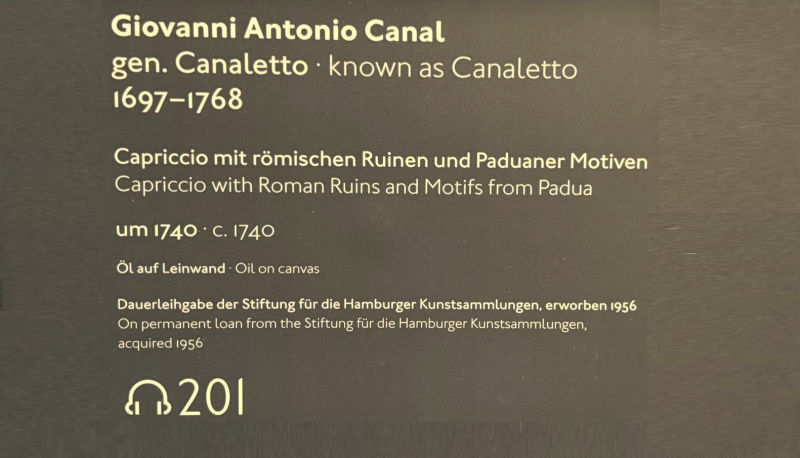 Giovanni Antonio Canal
gen. Canaletto · known as Canaletto
1697–1768
Capriccio mit römischen Ruinen und Paduaner Motiven
Capriccio with Roman Ruins and Motifs from Padua
um 1740 · c. 1740
Öl auf Leinwand · Oil on canvas
Dauerleihgabe der Stiftung für die Hamburger Kunstsammlungen, erworben 1956
On permanent loan from the Stiftung für die Hamburger Kunstsammlungen,
acquired 1956
201